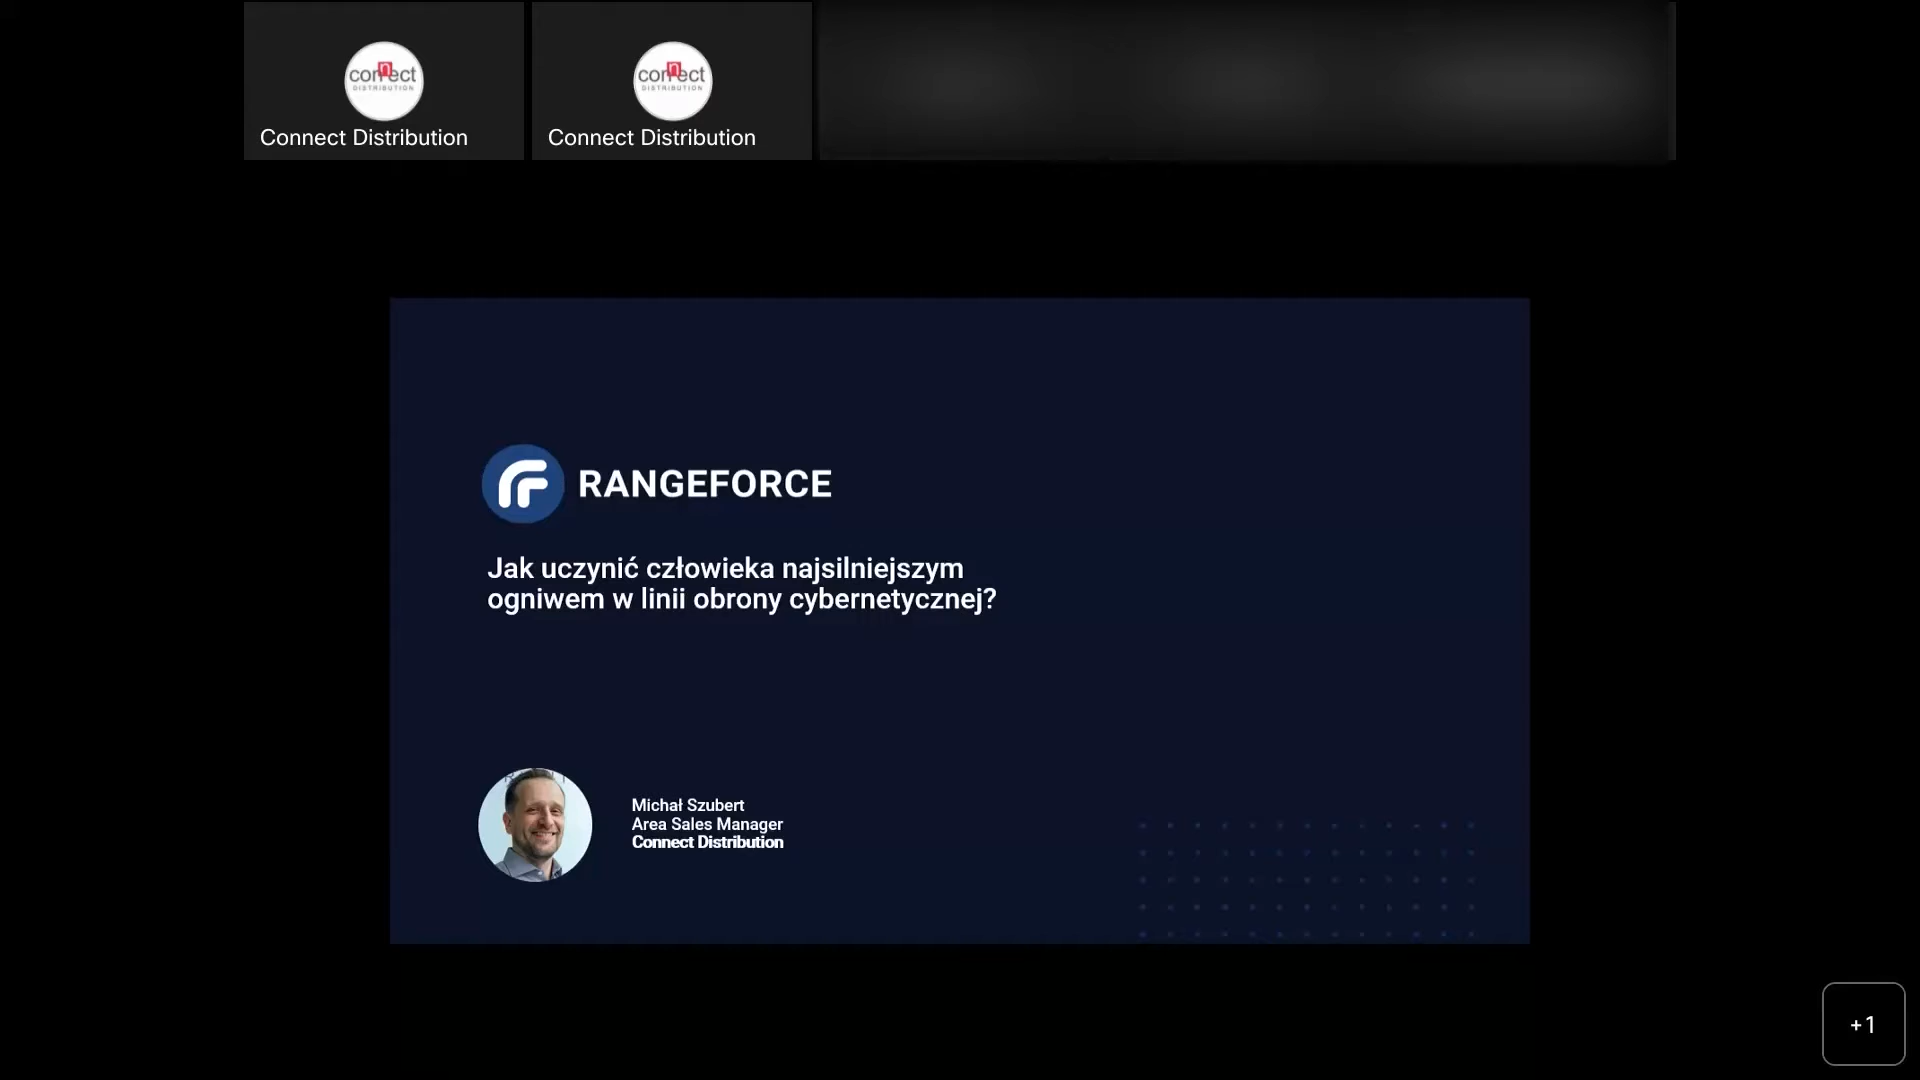 connect
DISTRIBUTION
Connect Distribution
connect
DISTRIBUTION
Connect Distribution
RANGEFORCE
Jak uczynić człowieka najsilniejszym
ogniwem w linii obrony cybernetycznej?
Michał Szubert
Area Sales Manager
Connect Distribution
+1